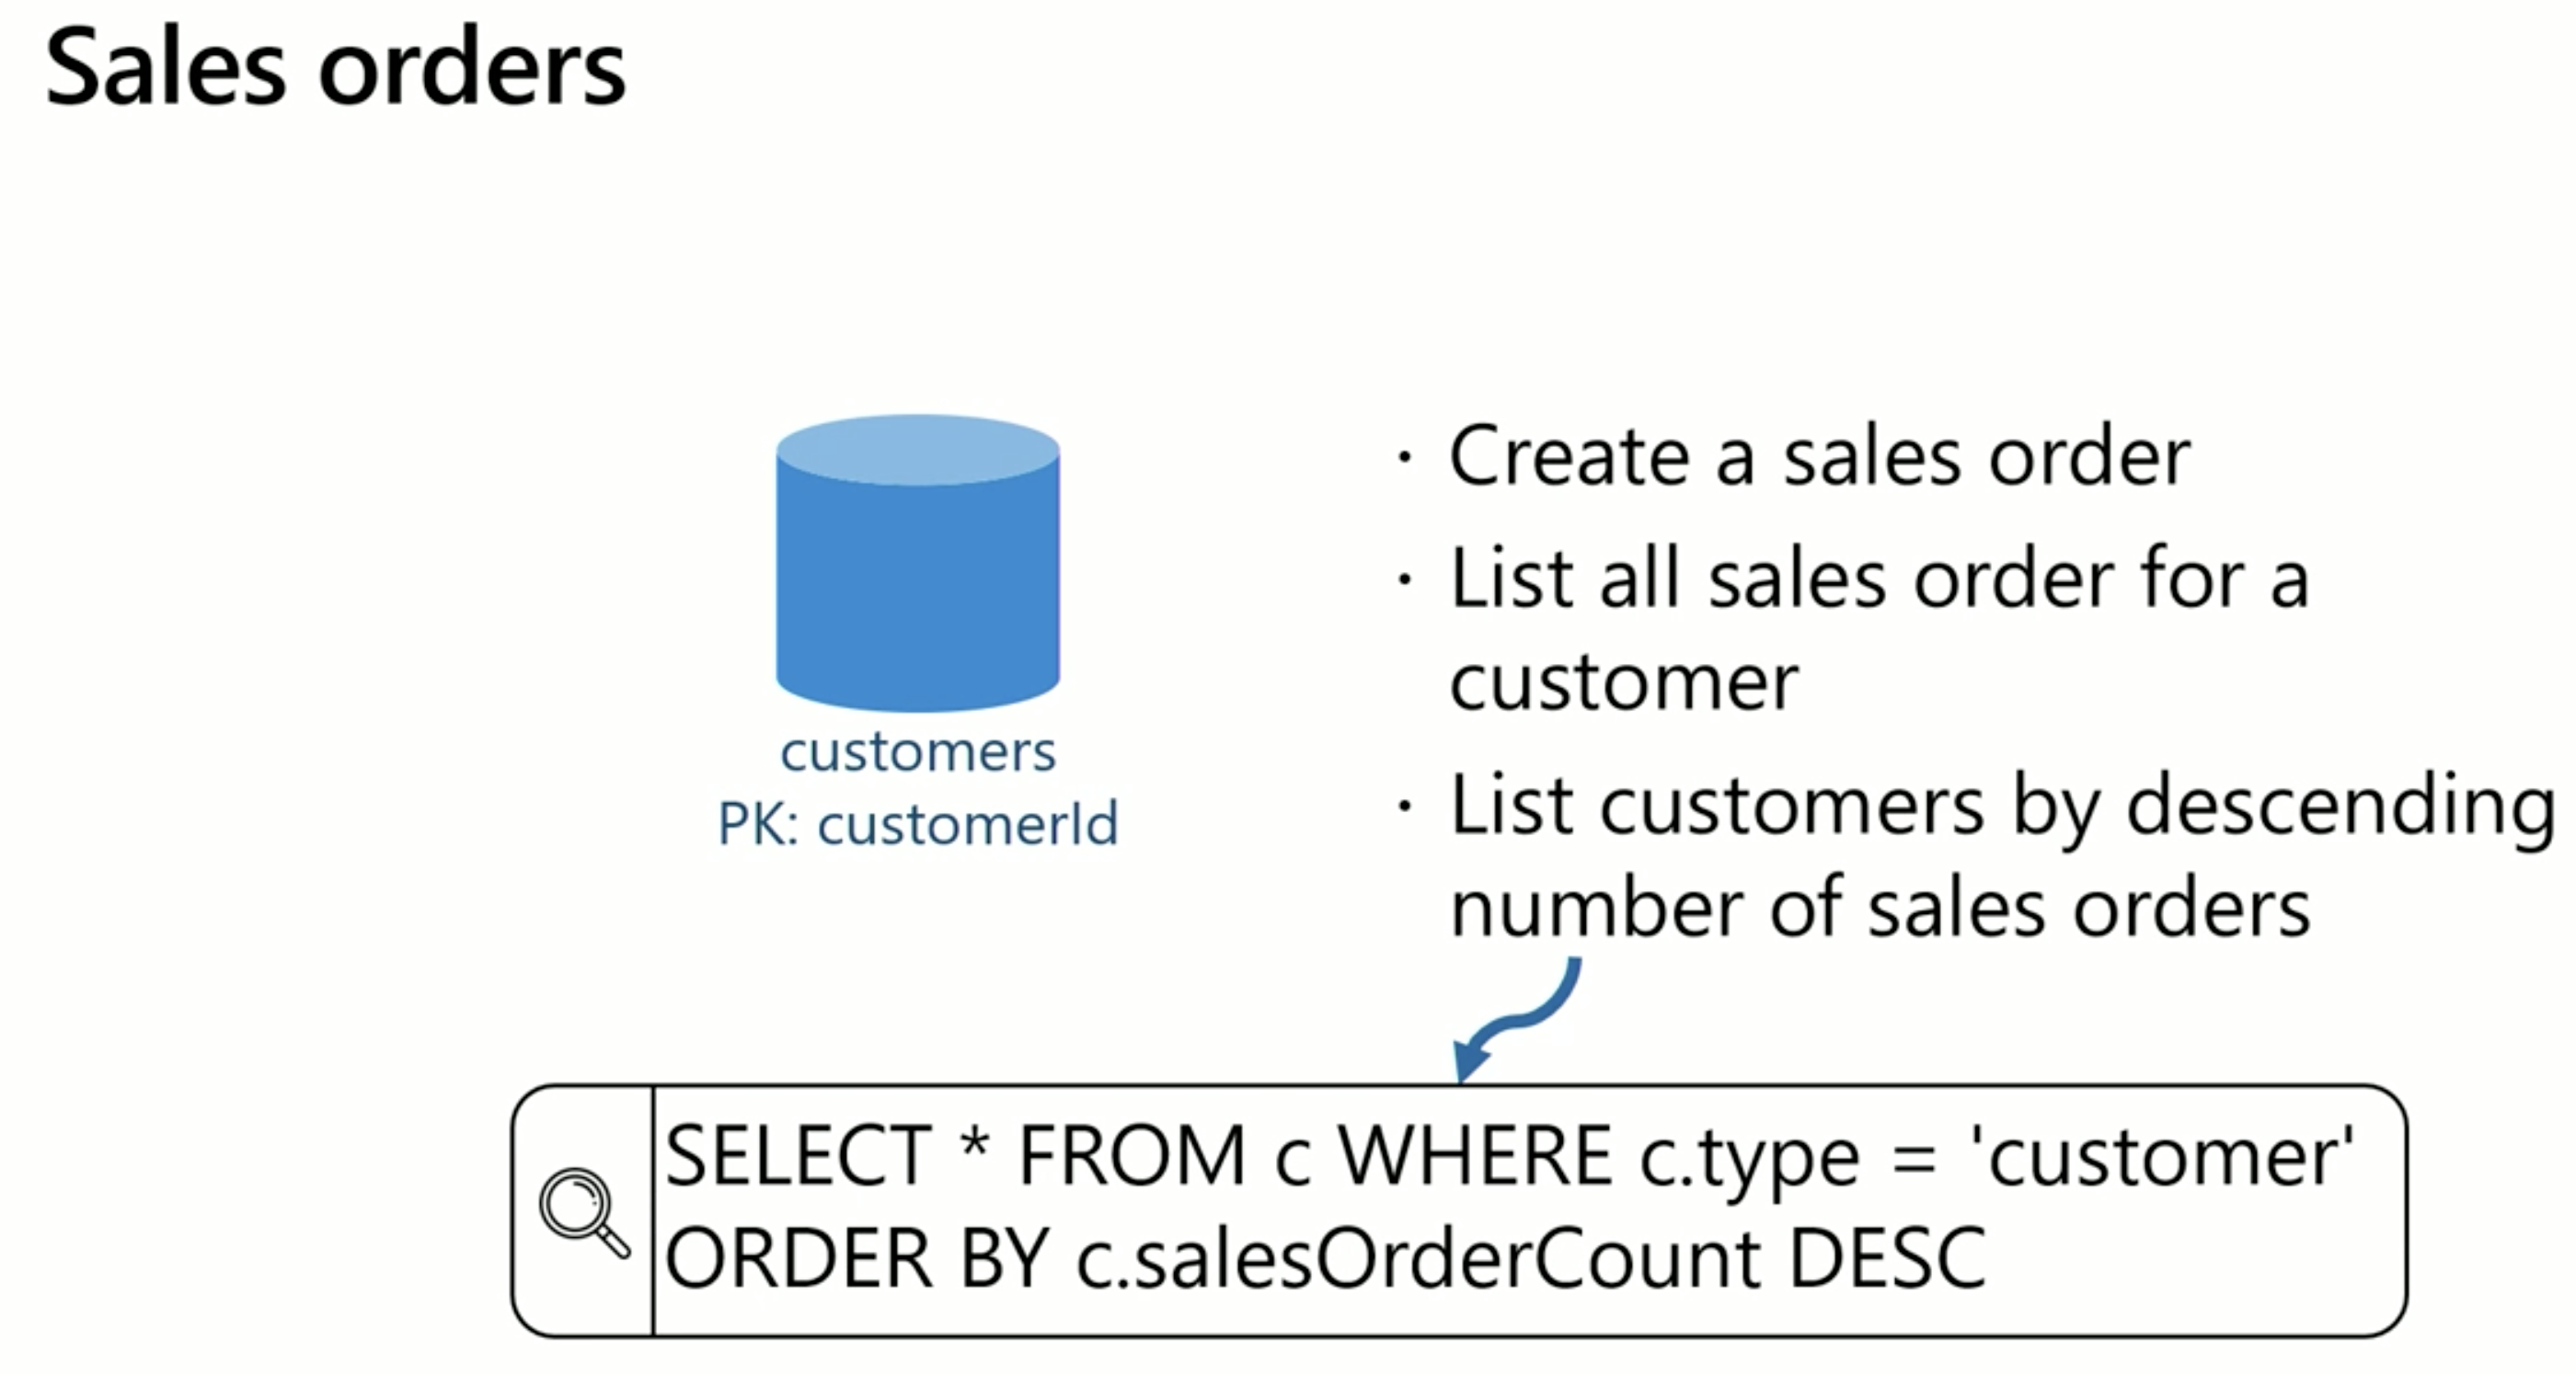 Sales orders
customers
PK: customerId
· Create a sales order
· List all sales order for a
customer
· List customers by descending
number of sales orders
SELECT * FROM c WHERE c.type = 'customer'
ORDER BY c.salesOrderCount DESC